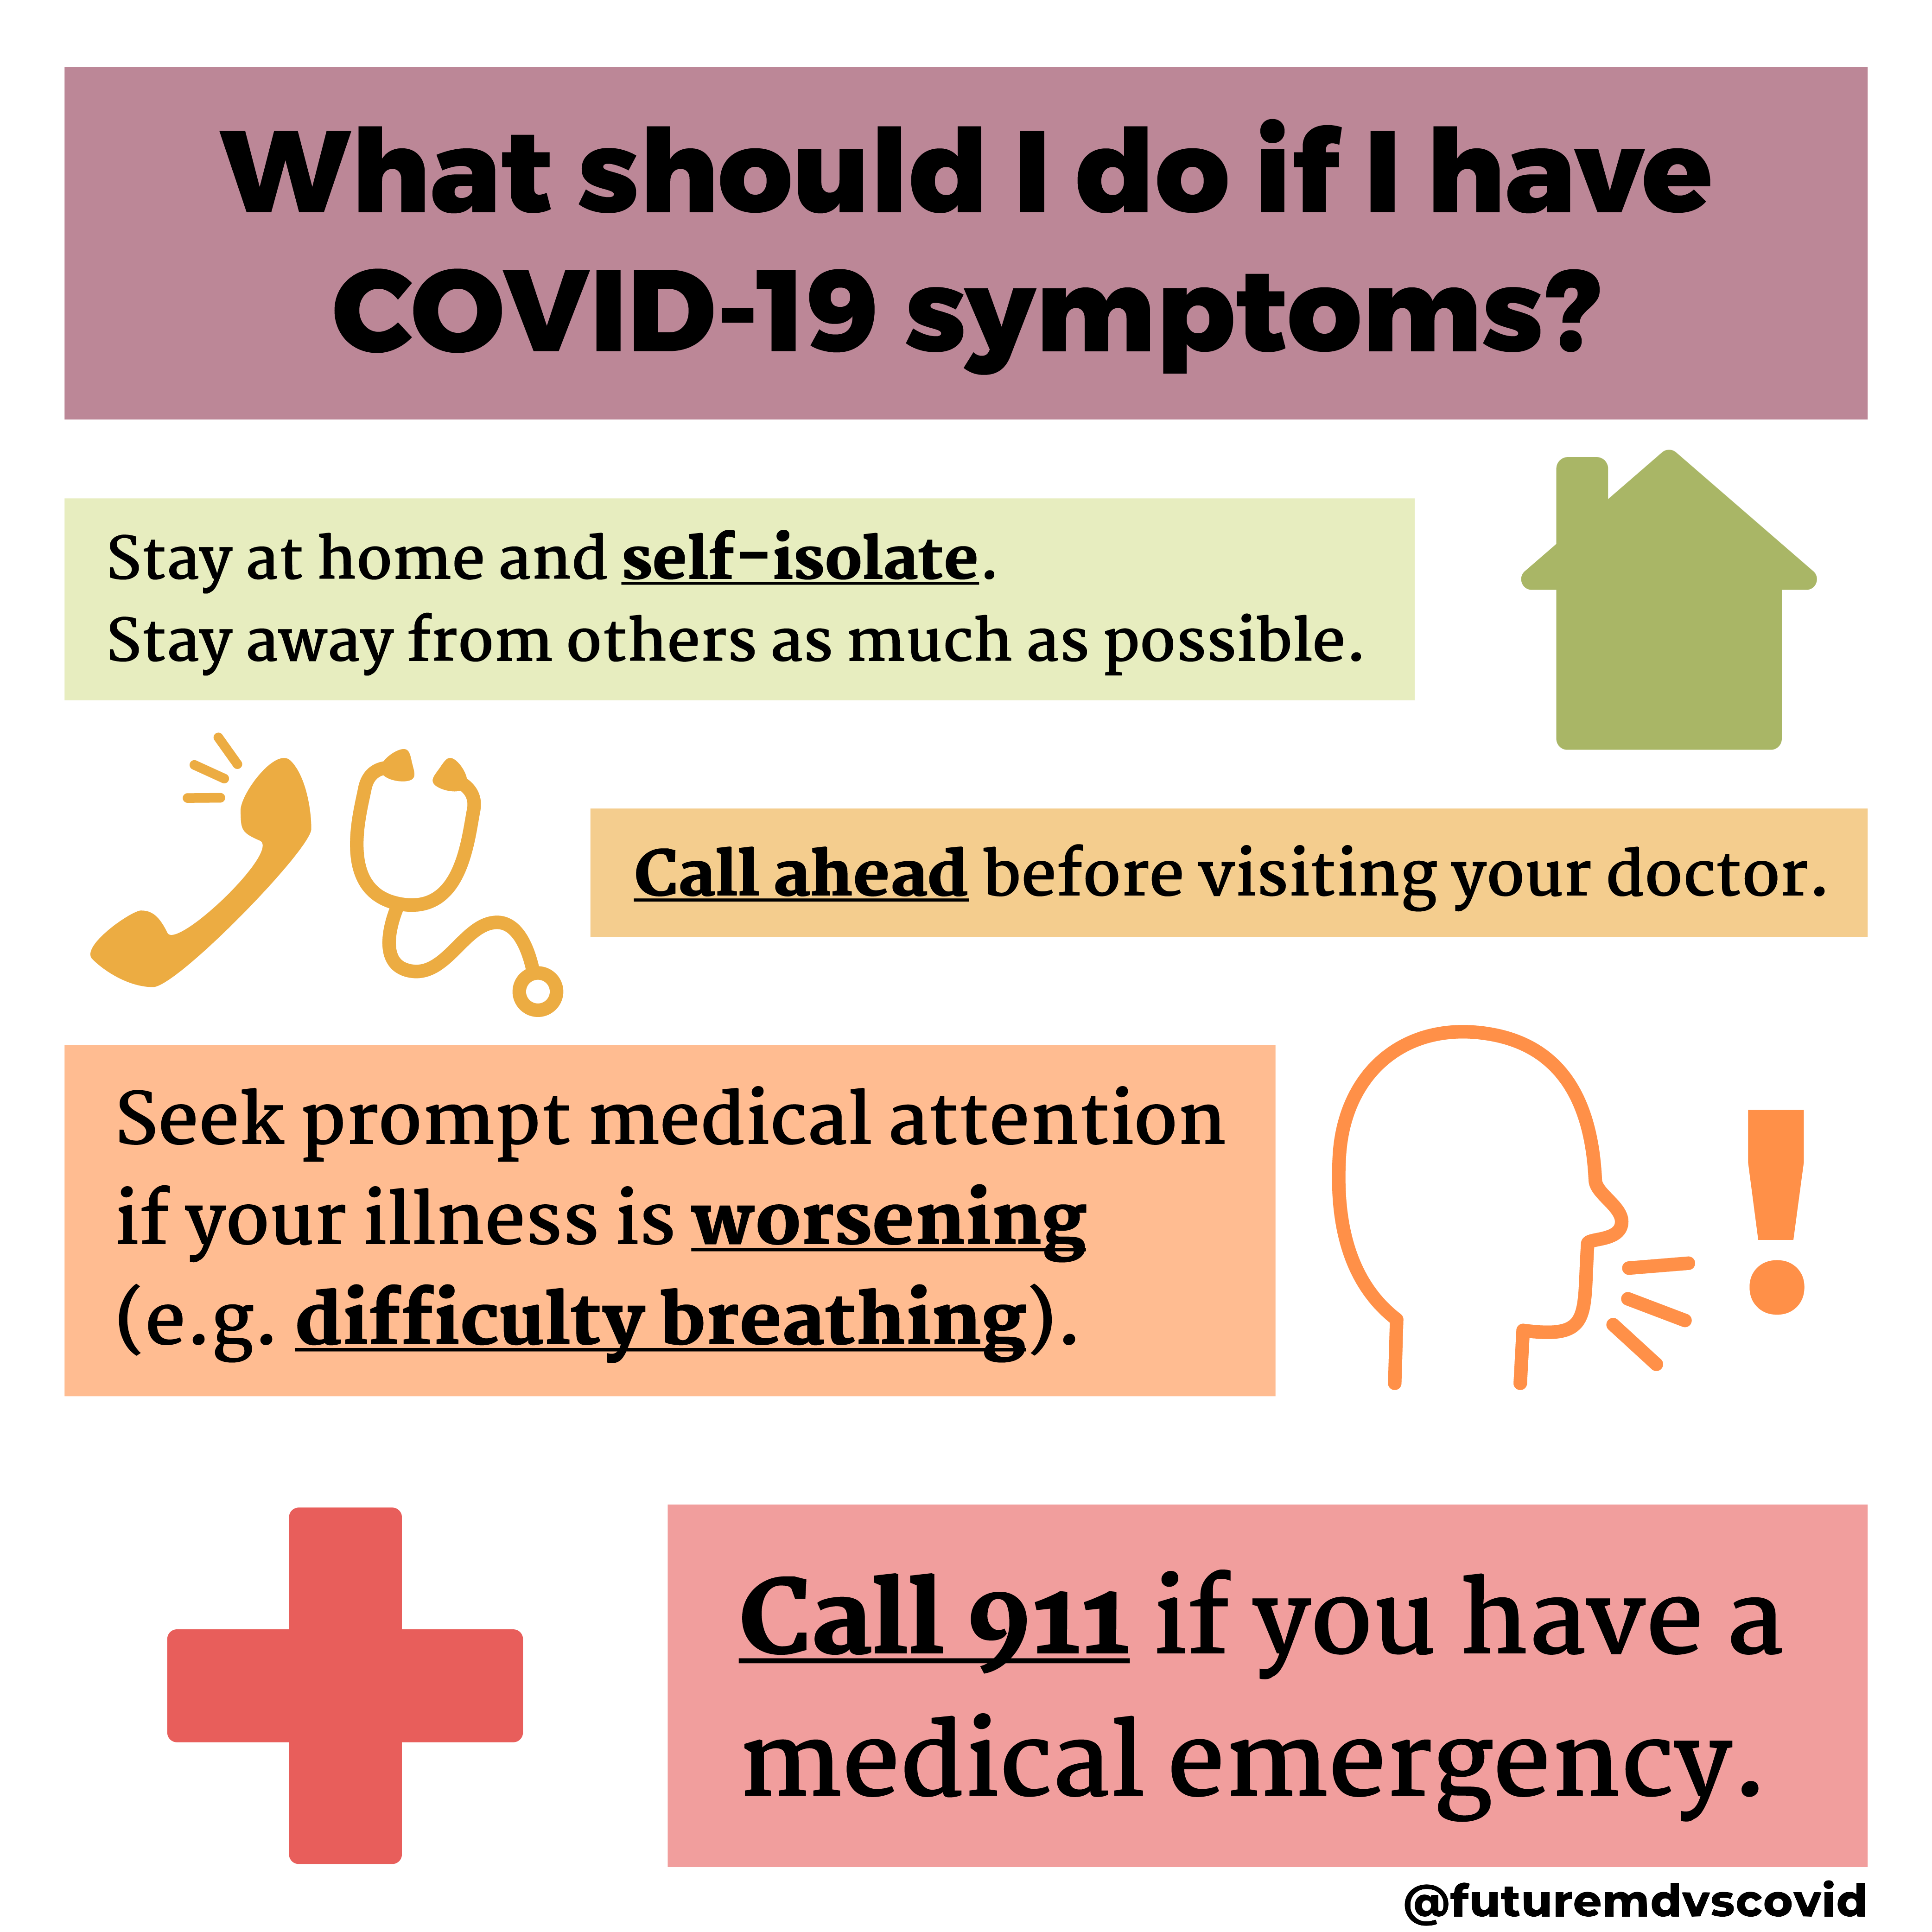 What should I do if I have
COVID-19 symptoms?
Stay at home and self-isolate.
Stay away from others as much as possible.
Call ahead before visiting your doctor.
Seek prompt medical attention
if your illness is worsening
(e.g. difficulty breathing).
Call 911 if you have a
medical emergency.
@futuremdvscovid